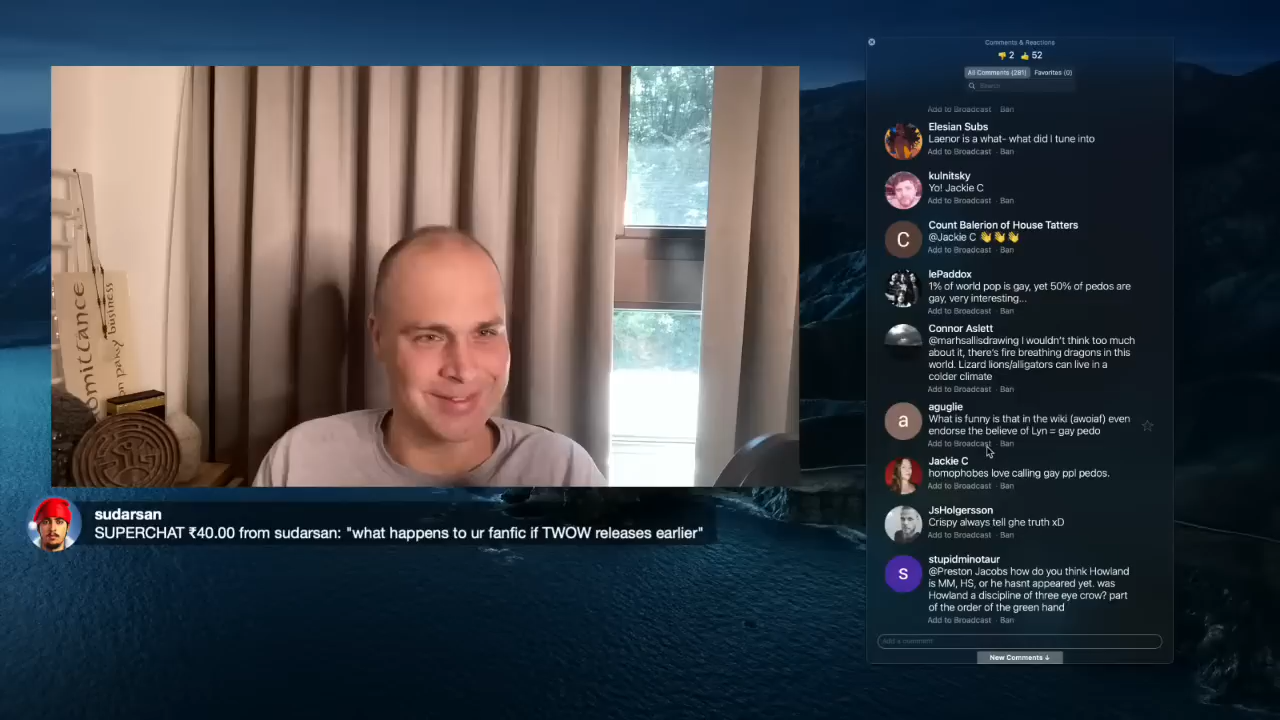 omittance
on pawky business
sudarsan
SUPERCHAT ₹40.00 from sudarsan: "what happens to ur fanfic if TWOW releases earlier"
Comments & Reactions
👎 2 👍 52
All Comments (291) Favorites (0)
Search
Add to Broadcast · Ban
Elesian Subs
Laenor is a what- what did I tune into
Add to Broadcast · Ban
kulnitsky
Yo! Jackie C
Add to Broadcast · Ban
C
Count Balerion of House Tatters
@Jackie C 👋👋👋
Add to Broadcast · Ban
lePaddox
1% of world pop is gay, yet 50% of pedos are
gay, very interesting...
Add to Broadcast · Ban
Connor Aslett
@marhsallisdrawing I wouldn't think too much
about it, there's fire breathing dragons in this
world. Lizard lions/alligators can live in a
colder climate
Add to Broadcast · Ban
a
aguglie
What is funny is that in the wiki (awoiaf) even
endorse the believe of Lyn = gay pedo
Add to Broadcast · Ban
Jackie C
homophobes love calling gay ppl pedos.
Add to Broadcast · Ban
JsHolgersson
Crispy always tell ghe truth xD
Add to Broadcast · Ban
S
stupidminotaur
@Preston Jacobs how do you think Howland
is MM, HS, or he hasnt appeared yet. was
Howland a discipline of three eye crow? part
of the order of the green hand
Add to Broadcast · Ban
Add a comment
New Comments ↓